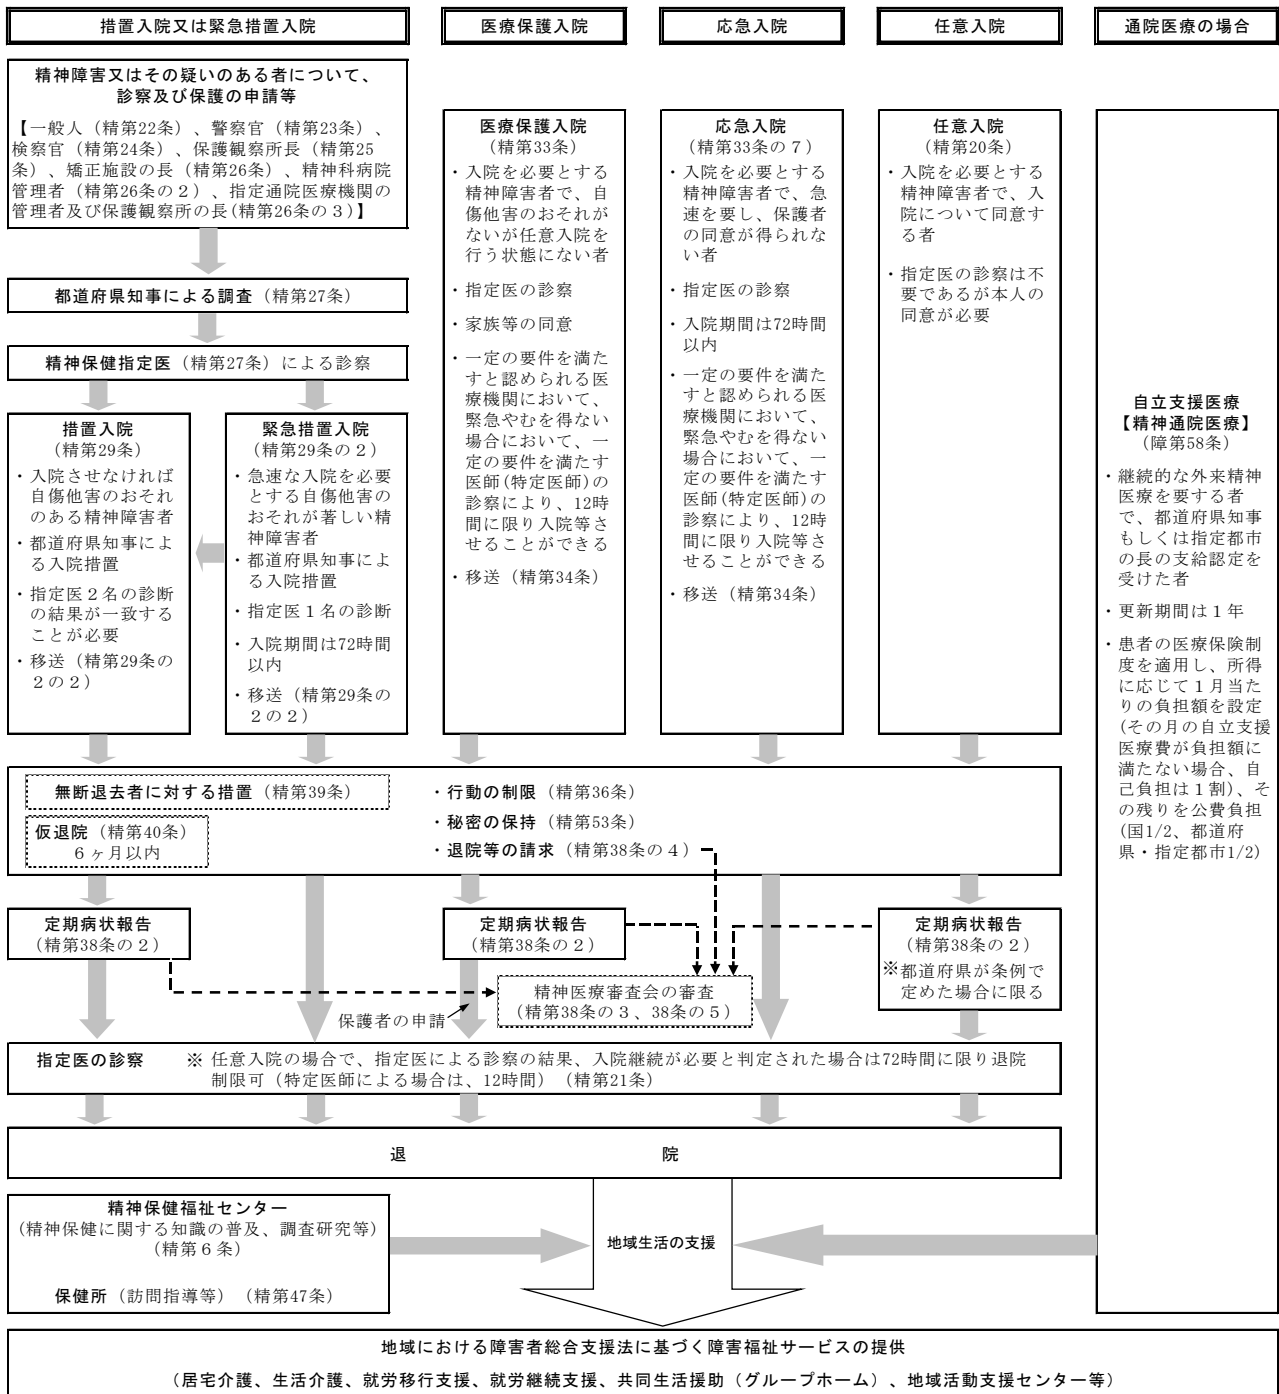 措置入院又は緊急措置入院
医療保護入院
応急入院
任意入院
通院医療の場合
精神障害又はその疑いのある者について、
診察及び保護の申請等
【一般人（精第22条）、警察官（精第23条）、
検察官（精第24条）、保護観察所長（精第25
条）、矯正施設の長（精第26条）、精神科病院
管理者（精第26条の２）、指定通院医療機関の
管理者及び保護観察所の長(精第26条の３)】
都道府県知事による調査（精第27条）
精神保健指定医（精第27条）による診察
措置入院
（精第29条）
・入院させなければ
自傷他害のおそれ
のある精神障害者
・都道府県知事によ
る入院措置
・指定医２名の診断
の結果が一致する
ことが必要
・移送（精第29条の
２の２）
緊急措置入院
（精第29条の２）
・急速な入院を必要
とする自傷他害の
おそれが著しい精
神障害者
・都道府県知事によ
る入院措置
・指定医１名の診断
・入院期間は72時間
以内
・移送（精第29条の
２の２）
医療保護入院
（精第33条）
・入院を必要とする
精神障害者で、自
傷他害のおそれが
ないが任意入院を
行う状態にない者
・指定医の診察
・家族等の同意
・一定の要件を満た
すと認められる医
療機関において、
緊急やむを得ない
場合において、一
定の要件を満たす
医師(特定医師)の
診察により、12時
間に限り入院等さ
せることができる
・移送（精第34条）
応急入院
（精第33条の７）
・入院を必要とする
精神障害者で、急
速を要し、保護者
の同意が得られな
い者
・指定医の診察
・入院期間は72時間
以内
・一定の要件を満た
すと認められる医
療機関において、
緊急やむを得ない
場合において、一
定の要件を満たす
医師(特定医師)の
診察により、12時
間に限り入院等さ
せることができる
・移送（精第34条）
任意入院
（精第20条）
・入院を必要とする
精神障害者で、入
院について同意す
る者
・指定医の診察は不
要であるが本人の
同意が必要
自立支援医療
【精神通院医療】
（障第58条）
・継続的な外来精神
医療を要する者
で、都道府県知事
もしくは指定都市
の長の支給認定を
受けた者
・更新期間は１年
・患者の医療保険制
度を適用し、所得
に応じて１月当た
りの負担額を設定
(その月の自立支援
医療費が負担額に
満たない場合、自
己負担は１割)、そ
の残りを公費負担
(国1/2、都道府
県・指定都市1/2)
無断退去者に対する措置（精第39条）
仮退院（精第40条）
６ヶ月以内
・行動の制限（精第36条）
・秘密の保持（精第53条）
・退院等の請求（精第38条の４）
定期病状報告
（精第38条の２）
定期病状報告
（精第38条の２）
定期病状報告
（精第38条の２）
※都道府県が条例で
定めた場合に限る
精神医療審査会の審査
（精第38条の３、38条の５）
保護者の申請
指定医の診察　※ 任意入院の場合で、指定医による診察の結果、入院継続が必要と判定された場合は72時間に限り退院
制限可（特定医師による場合は、12時間）（精第21条）
退　院
精神保健福祉センター
(精神保健に関する知識の普及、調査研究等)
（精第６条）
保健所（訪問指導等）（精第47条）
地域生活の支援
地域における障害者総合支援法に基づく障害福祉サービスの提供
（居宅介護、生活介護、就労移行支援、就労継続支援、共同生活援助（グループホーム）、地域活動支援センター等）